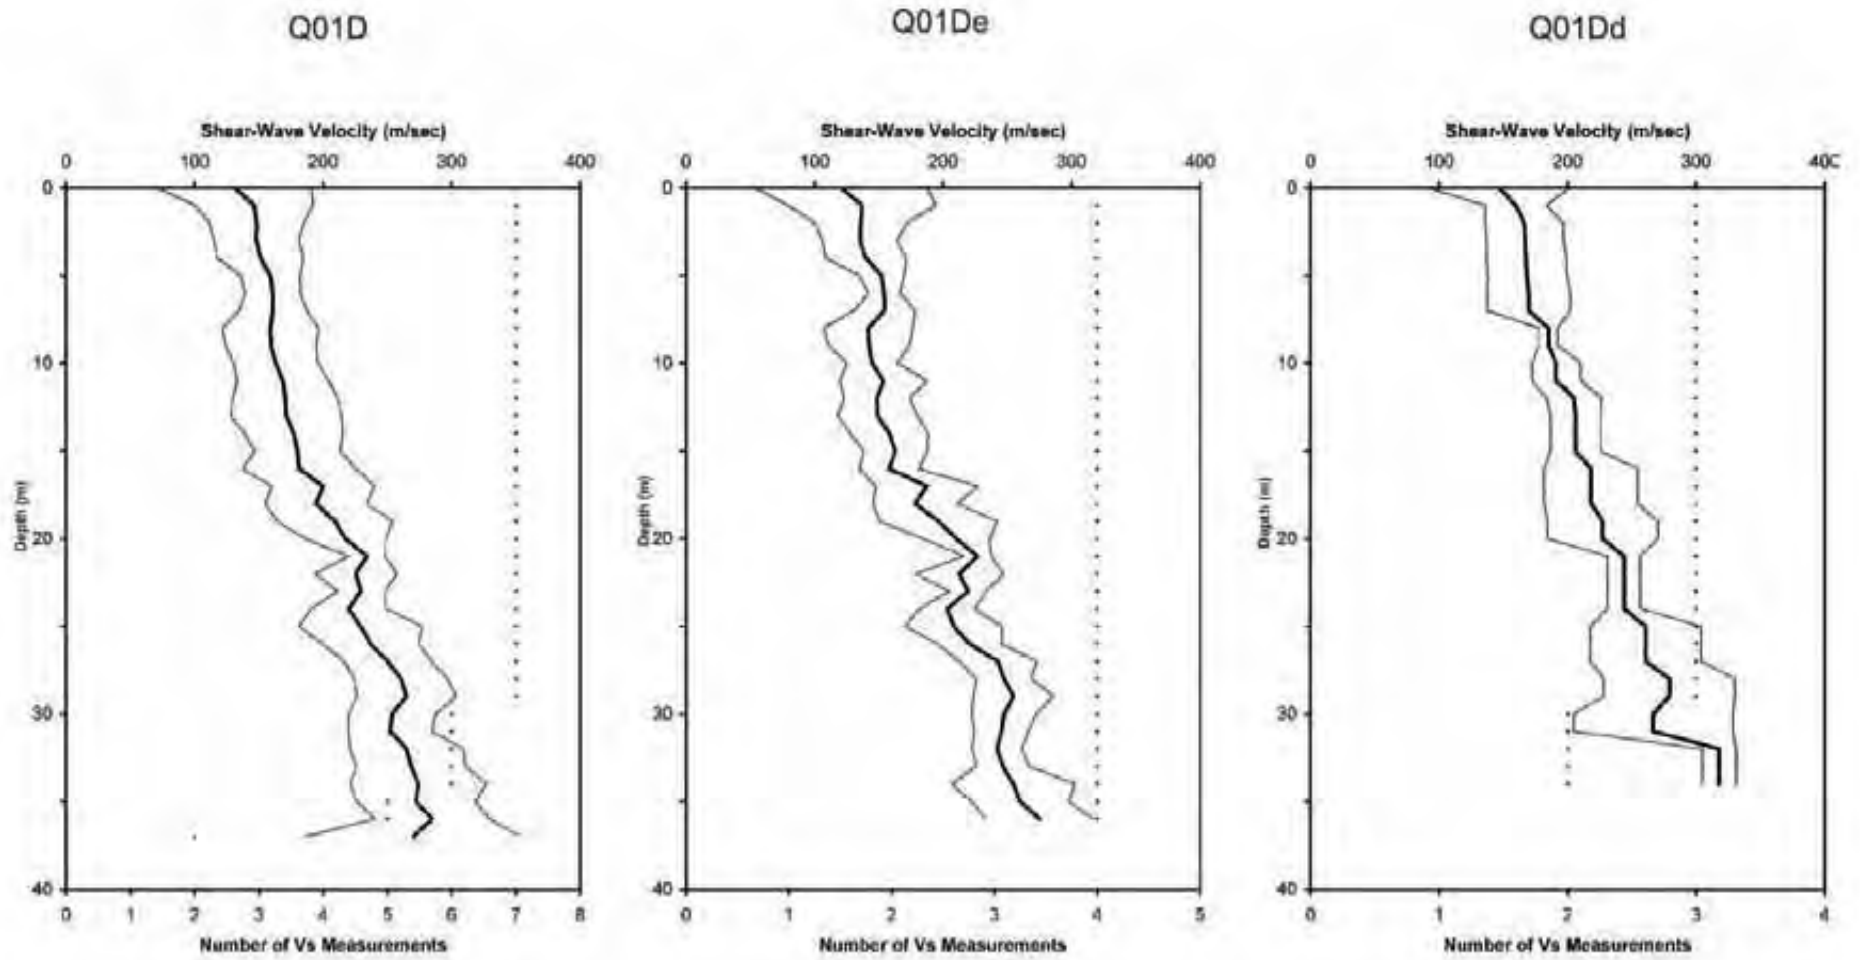 Q01D
Q01De
Q01Dd
Shear-Wave Velocity (m/sec)
0 100 200 300 400
0
10
20
30
40
Depth (m)
0 1 2 3 4 5 6 7 8
Number of Vs Measurements
Shear-Wave Velocity (m/sec)
0 100 200 300 400
0
10
20
30
40
Depth (m)
0 1 2 3 4 5
Number of Vs Measurements
Shear-Wave Velocity (m/sec)
0 100 200 300 40C
0
10
20
30
40
Depth (m)
0 1 2 3 4
Number of Vs Measurements